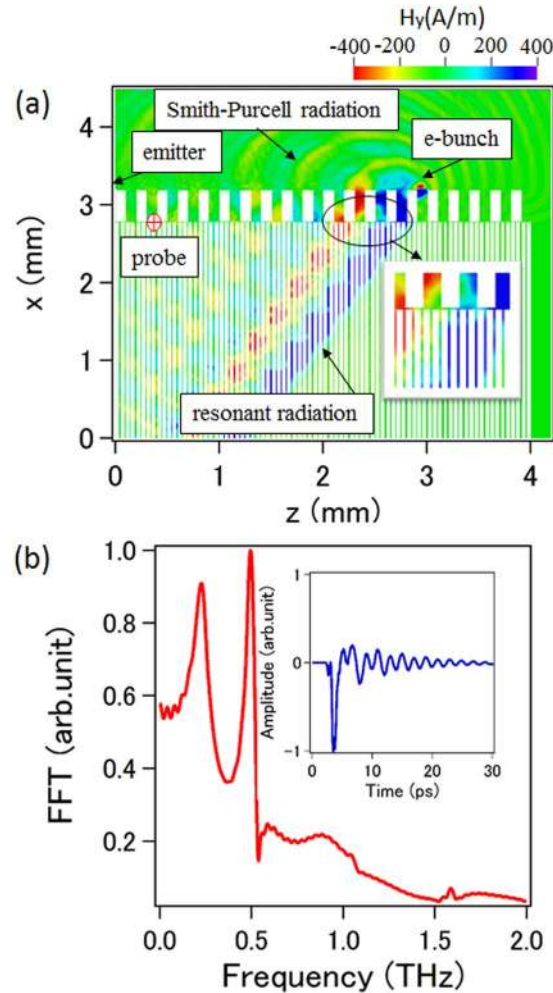 Hy(A/m)
-400 -200 0 200 400
(a)
Smith-Purcell radiation
e-bunch
emitter
probe
resonant radiation
4
3
2
1
0
x (mm)
0 1 2 3 4
z (mm)
(b)
1.0
0.8
0.6
0.4
0.2
FFT (arb.unit)
0.0 0.5 1.0 1.5 2.0
Frequency (THz)
1
0
-1
Amplitude (arb.unit)
0 10 20 30
Time (ps)